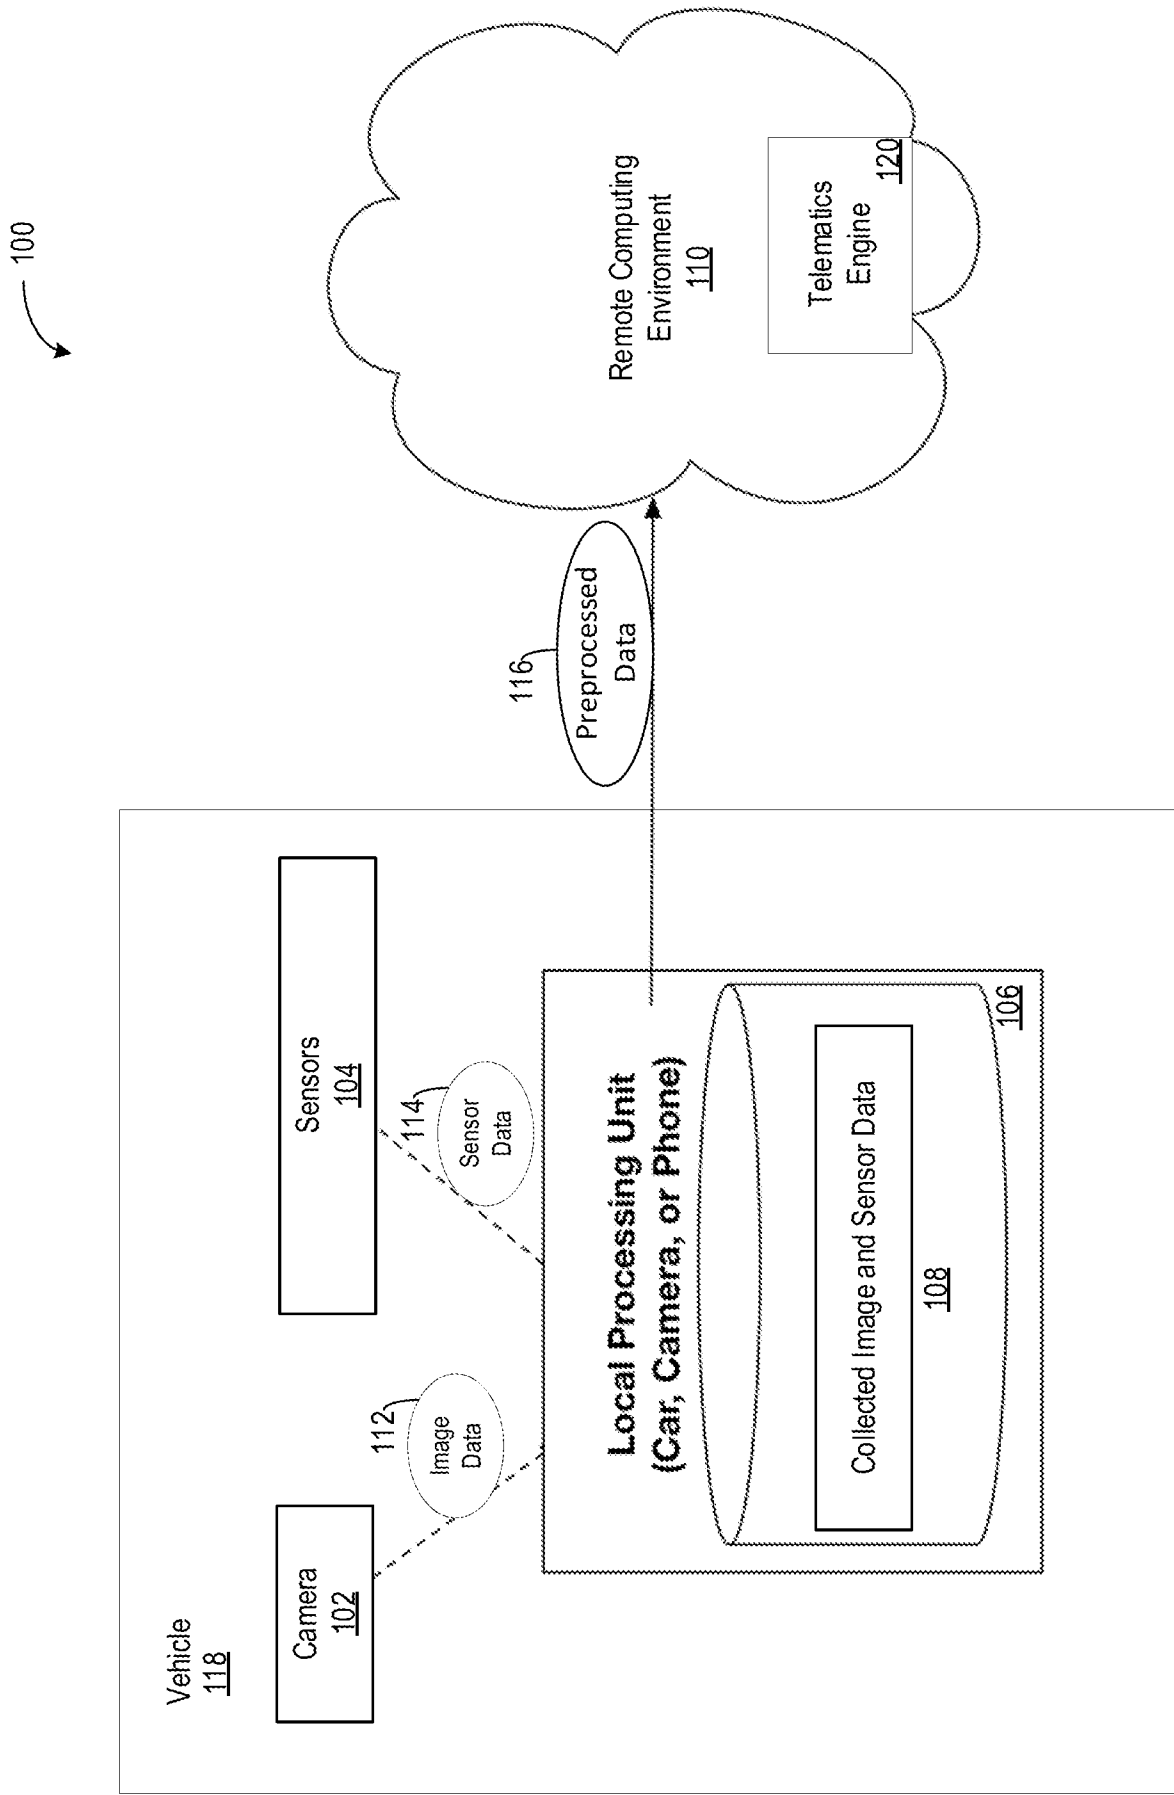 100
Vehicle
118
Camera
102
Sensors
104
112
Image
Data
114
Sensor
Data
Local Processing Unit
(Car, Camera, or Phone)
Collected Image and Sensor Data
108
106
116
Preprocessed
Data
Remote Computing
Environment
110
Telematics
Engine
120